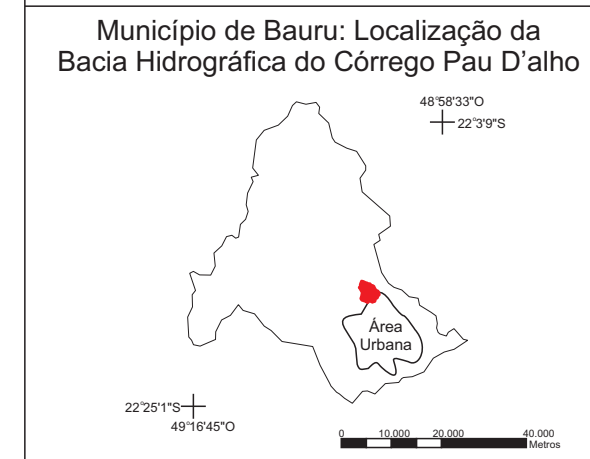 Município de Bauru: Localização da
Bacia Hidrográfica do Córrego Pau D'alho
48°58'33"O
22°3'9"S
Área
Urbana
22°25'1"S
49°16'45"O
0 10.000 20.000 40.000
Metros